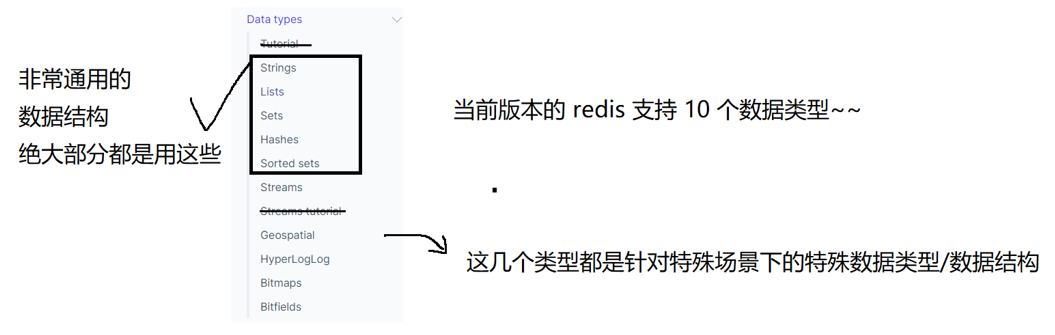 Data types
Tutorial
Strings
Lists
Sets
Hashes
Sorted sets
Streams
Streams tutorial
Geospatial
HyperLogLog
Bitmaps
Bitfields
非常通用的
数据结构
绝大部分都是用这些
当前版本的 redis 支持 10 个数据类型~~
这几个类型都是针对特殊场景下的特殊数据类型/数据结构